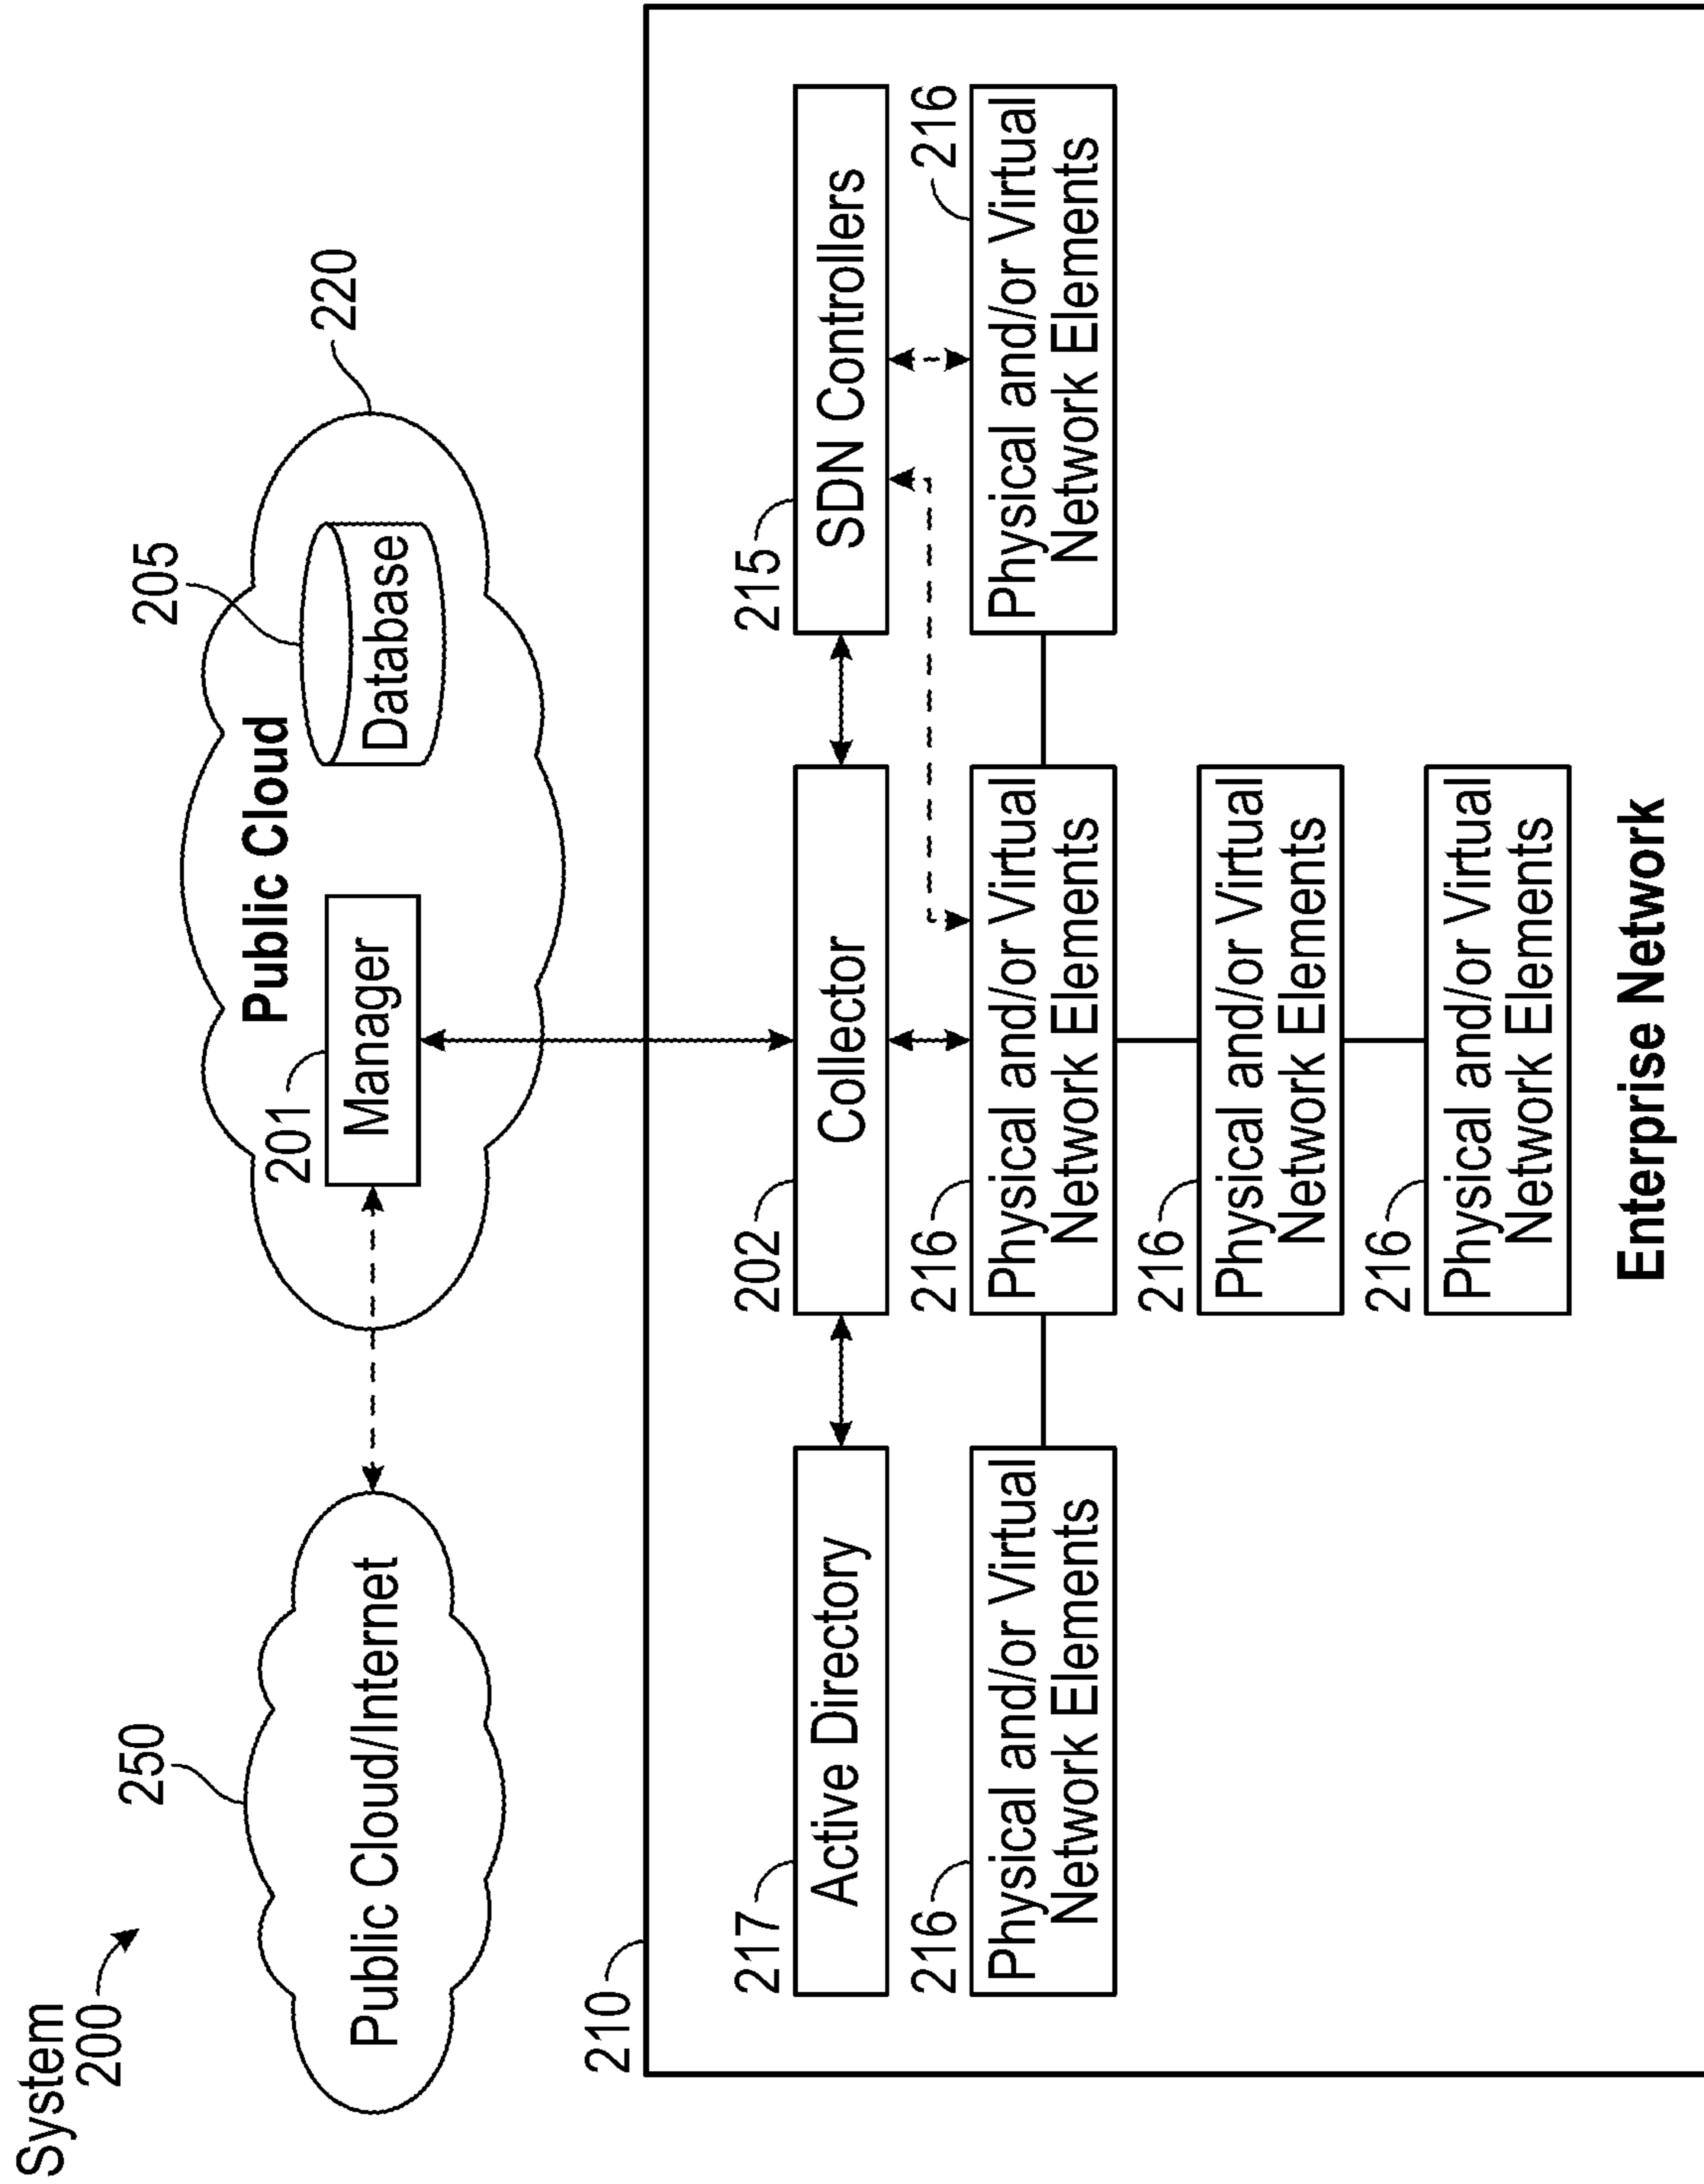 System
200
250
Public Cloud/Internet
220
205
Public Cloud
201
Manager
Database
210
217
Active Directory
202
Collector
215
SDN Controllers
216
Physical and/or Virtual
Network Elements
216
Physical and/or Virtual
Network Elements
216
Physical and/or Virtual
Network Elements
216
Physical and/or Virtual
Network Elements
216
Physical and/or Virtual
Network Elements
Enterprise Network